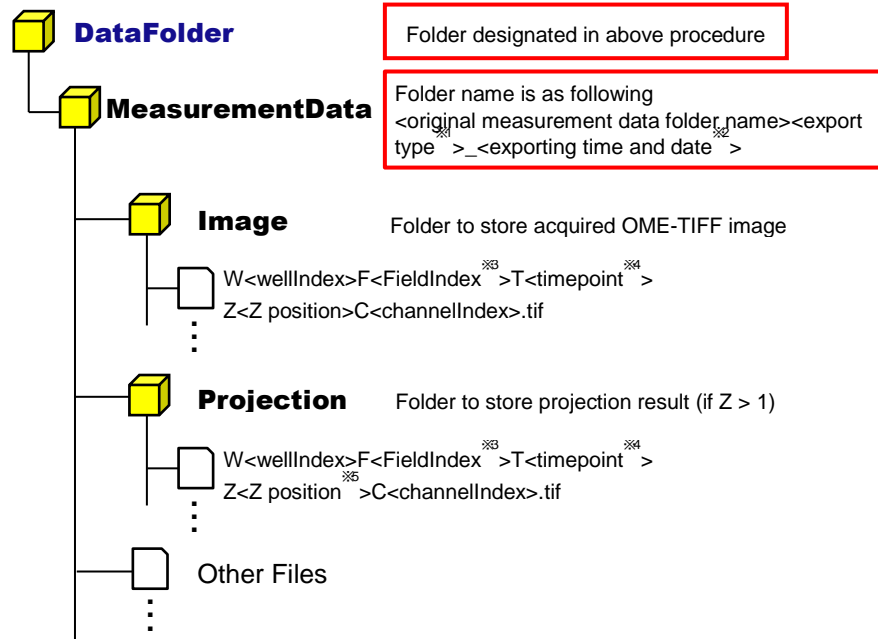 DataFolder
Folder designated in above procedure
MeasurementData
Folder name is as following
<original measurement data folder name><export
type※1>_<exporting time and date※2>
Image
Folder to store acquired OME-TIFF image
W<wellIndex>F<FieldIndex※3>T<timepoint※4>
Z<Z position>C<channelIndex>.tif
Projection
Folder to store projection result (if Z > 1)
W<wellIndex>F<FieldIndex※3>T<timepoint※4>
Z<Z position※5>C<channelIndex>.tif
Other Files